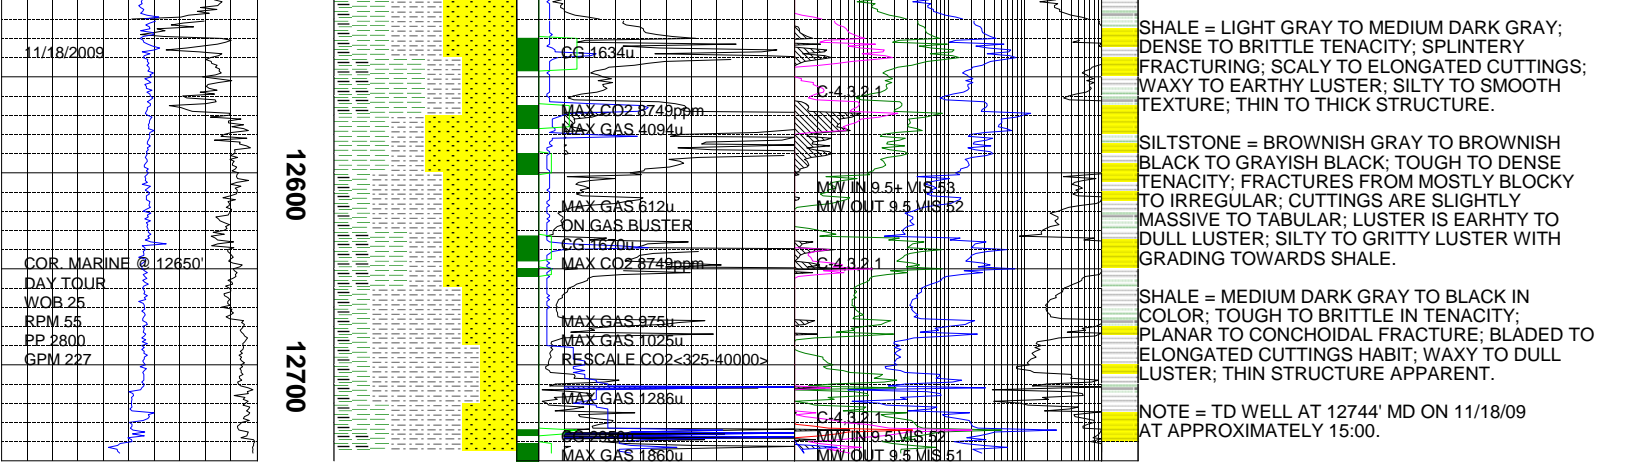 11/18/2009
COR. MARINE @ 12650'
DAY TOUR
WOB 25
RPM 55
PP 2800
GPM 227
12600
12700
CG 1634u
MAX CO2 8749ppm
MAX GAS 4094u
MAX GAS 612u
ON GAS BUSTER
CG 1670u
MAX CO2 8749ppm
MAX GAS 975u
MAX GAS 1025u
RESCALE CO2<325-40000>
MAX GAS 1286u
CG
MAX GAS 1860u
C-4,3,2,1
MW IN 9.5+ VIS 53
MW OUT 9.5 VIS 52
C-4,3,2,1
C-4,3,2,1
MW IN 9.5 VIS 52
MW OUT 9.5 VIS 51
SHALE = LIGHT GRAY TO MEDIUM DARK GRAY;
DENSE TO BRITTLE TENACITY; SPLINTERY
FRACTURING; SCALY TO ELONGATED CUTTINGS;
WAXY TO EARTHY LUSTER; SILTY TO SMOOTH
TEXTURE; THIN TO THICK STRUCTURE.
SILTSTONE = BROWNISH GRAY TO BROWNISH
BLACK TO GRAYISH BLACK; TOUGH TO DENSE
TENACITY; FRACTURES FROM MOSTLY BLOCKY
TO IRREGULAR; CUTTINGS ARE SLIGHTLY
MASSIVE TO TABULAR; LUSTER IS EARHTY TO
DULL LUSTER; SILTY TO GRITTY LUSTER WITH
GRADING TOWARDS SHALE.
SHALE = MEDIUM DARK GRAY TO BLACK IN
COLOR; TOUGH TO BRITTLE IN TENACITY;
PLANAR TO CONCHOIDAL FRACTURE; BLADED TO
ELONGATED CUTTINGS HABIT; WAXY TO DULL
LUSTER; THIN STRUCTURE APPARENT.
NOTE = TD WELL AT 12744' MD ON 11/18/09
AT APPROXIMATELY 15:00.